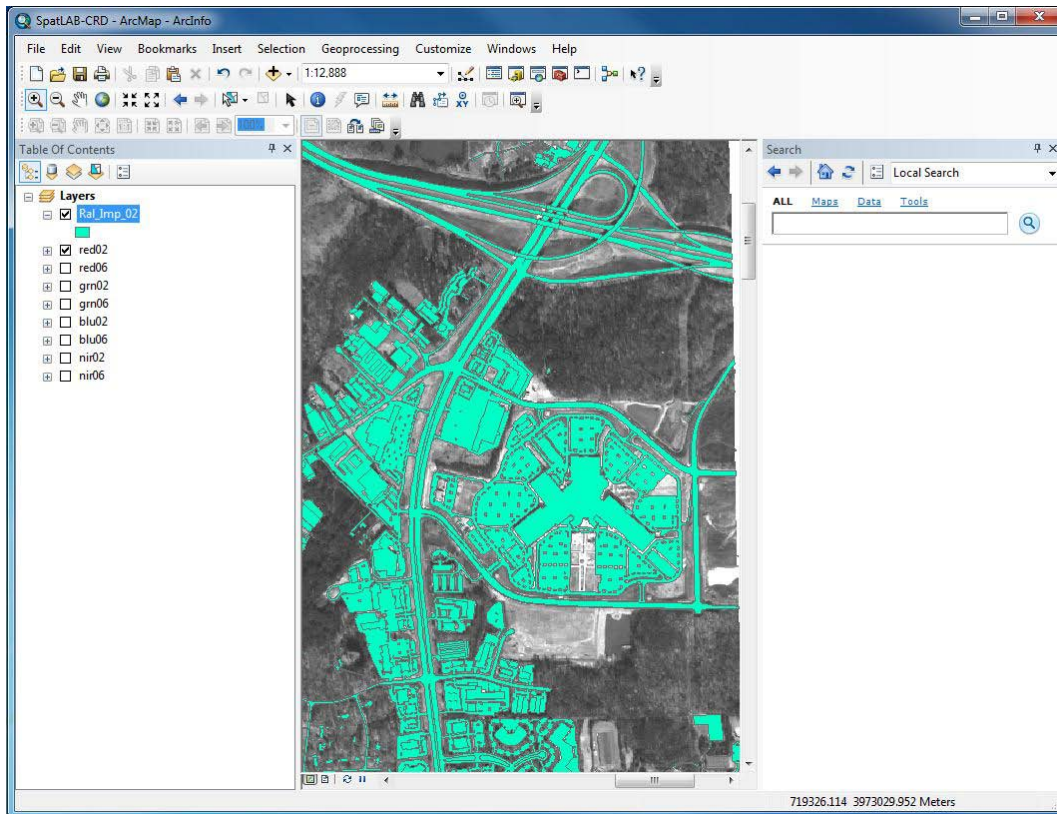 SpatLAB-CRD - ArcMap - ArcInfo
File Edit View Bookmarks Insert Selection Geoprocessing Customize Windows Help
1:12,888
100%
Table Of Contents
Layers
Ral_Imp_02
red02
red06
grn02
grn06
blu02
blu06
nir02
nir06
Search
Local Search
ALL Maps Data Tools
719326.114 3973029.952 Meters